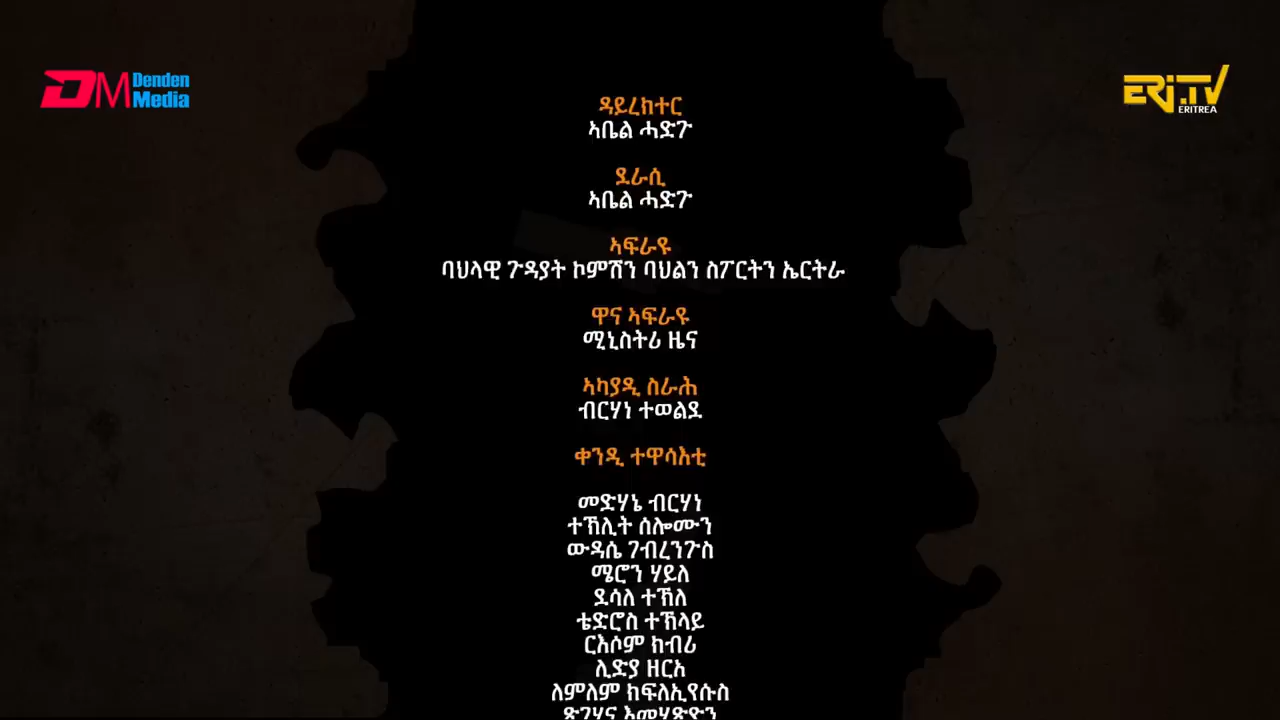 DM Denden Media
ERi.TV
ERITREA
ዳይረክተር
ኣቤል ሓድጉ
ደራሲ
ኣቤል ሓድጉ
ኣፍራዪ
ባህላዊ ጉዳያት ኮምሽን ባህልን ስፖርትን ኤርትራ
ዋና ኣፍራዪ
ሚኒስትሪ ዜና
ኣካያዲ ስራሕ
ብርሃነ ተወልደ
ቀንዲ ተዋሳእቲ
መድሃኔ ብርሃነ
ተኽሊት ሰሎሙን
ውዳሴ ገብረንጉስ
ሜሮን ሃይለ
ደሳለ ተኽለ
ቴድሮስ ተኽላይ
ርእሶም ክብሪ
ሊድያ ዘርአ
ለምለም ክፍለኢየሱስ